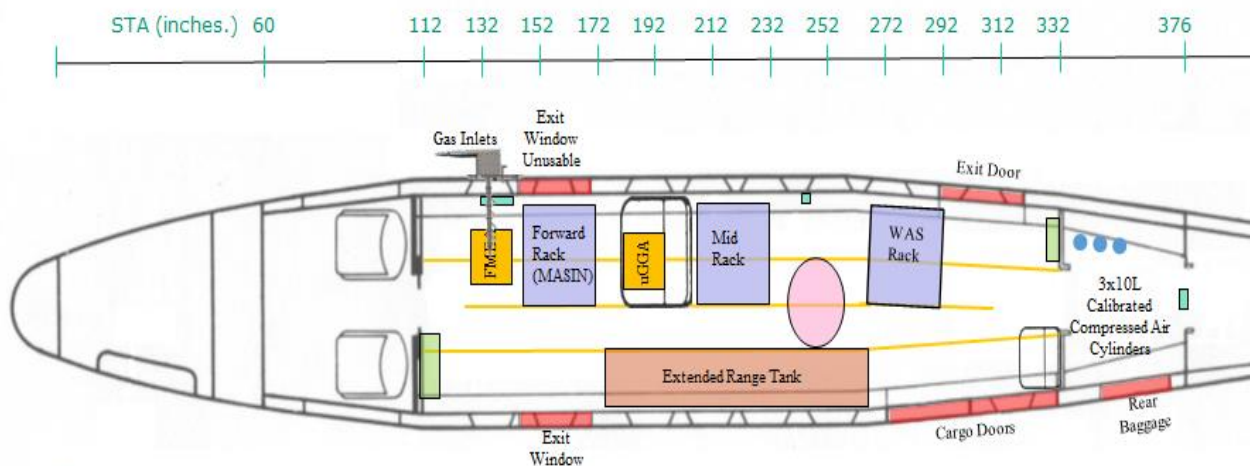 STA (inches.) 60 112 132 152 172 192 212 232 252 272 292 312 332 376
Exit
Window
Unusable
Gas Inlets
Exit Door
Forward
Rack
(MASIN)
uGGA
Mid
Rack
WAS
Rack
3x10L
Calibrated
Compressed Air
Cylinders
Extended Range Tank
Exit
Window
Cargo Doors
Rear
Baggage